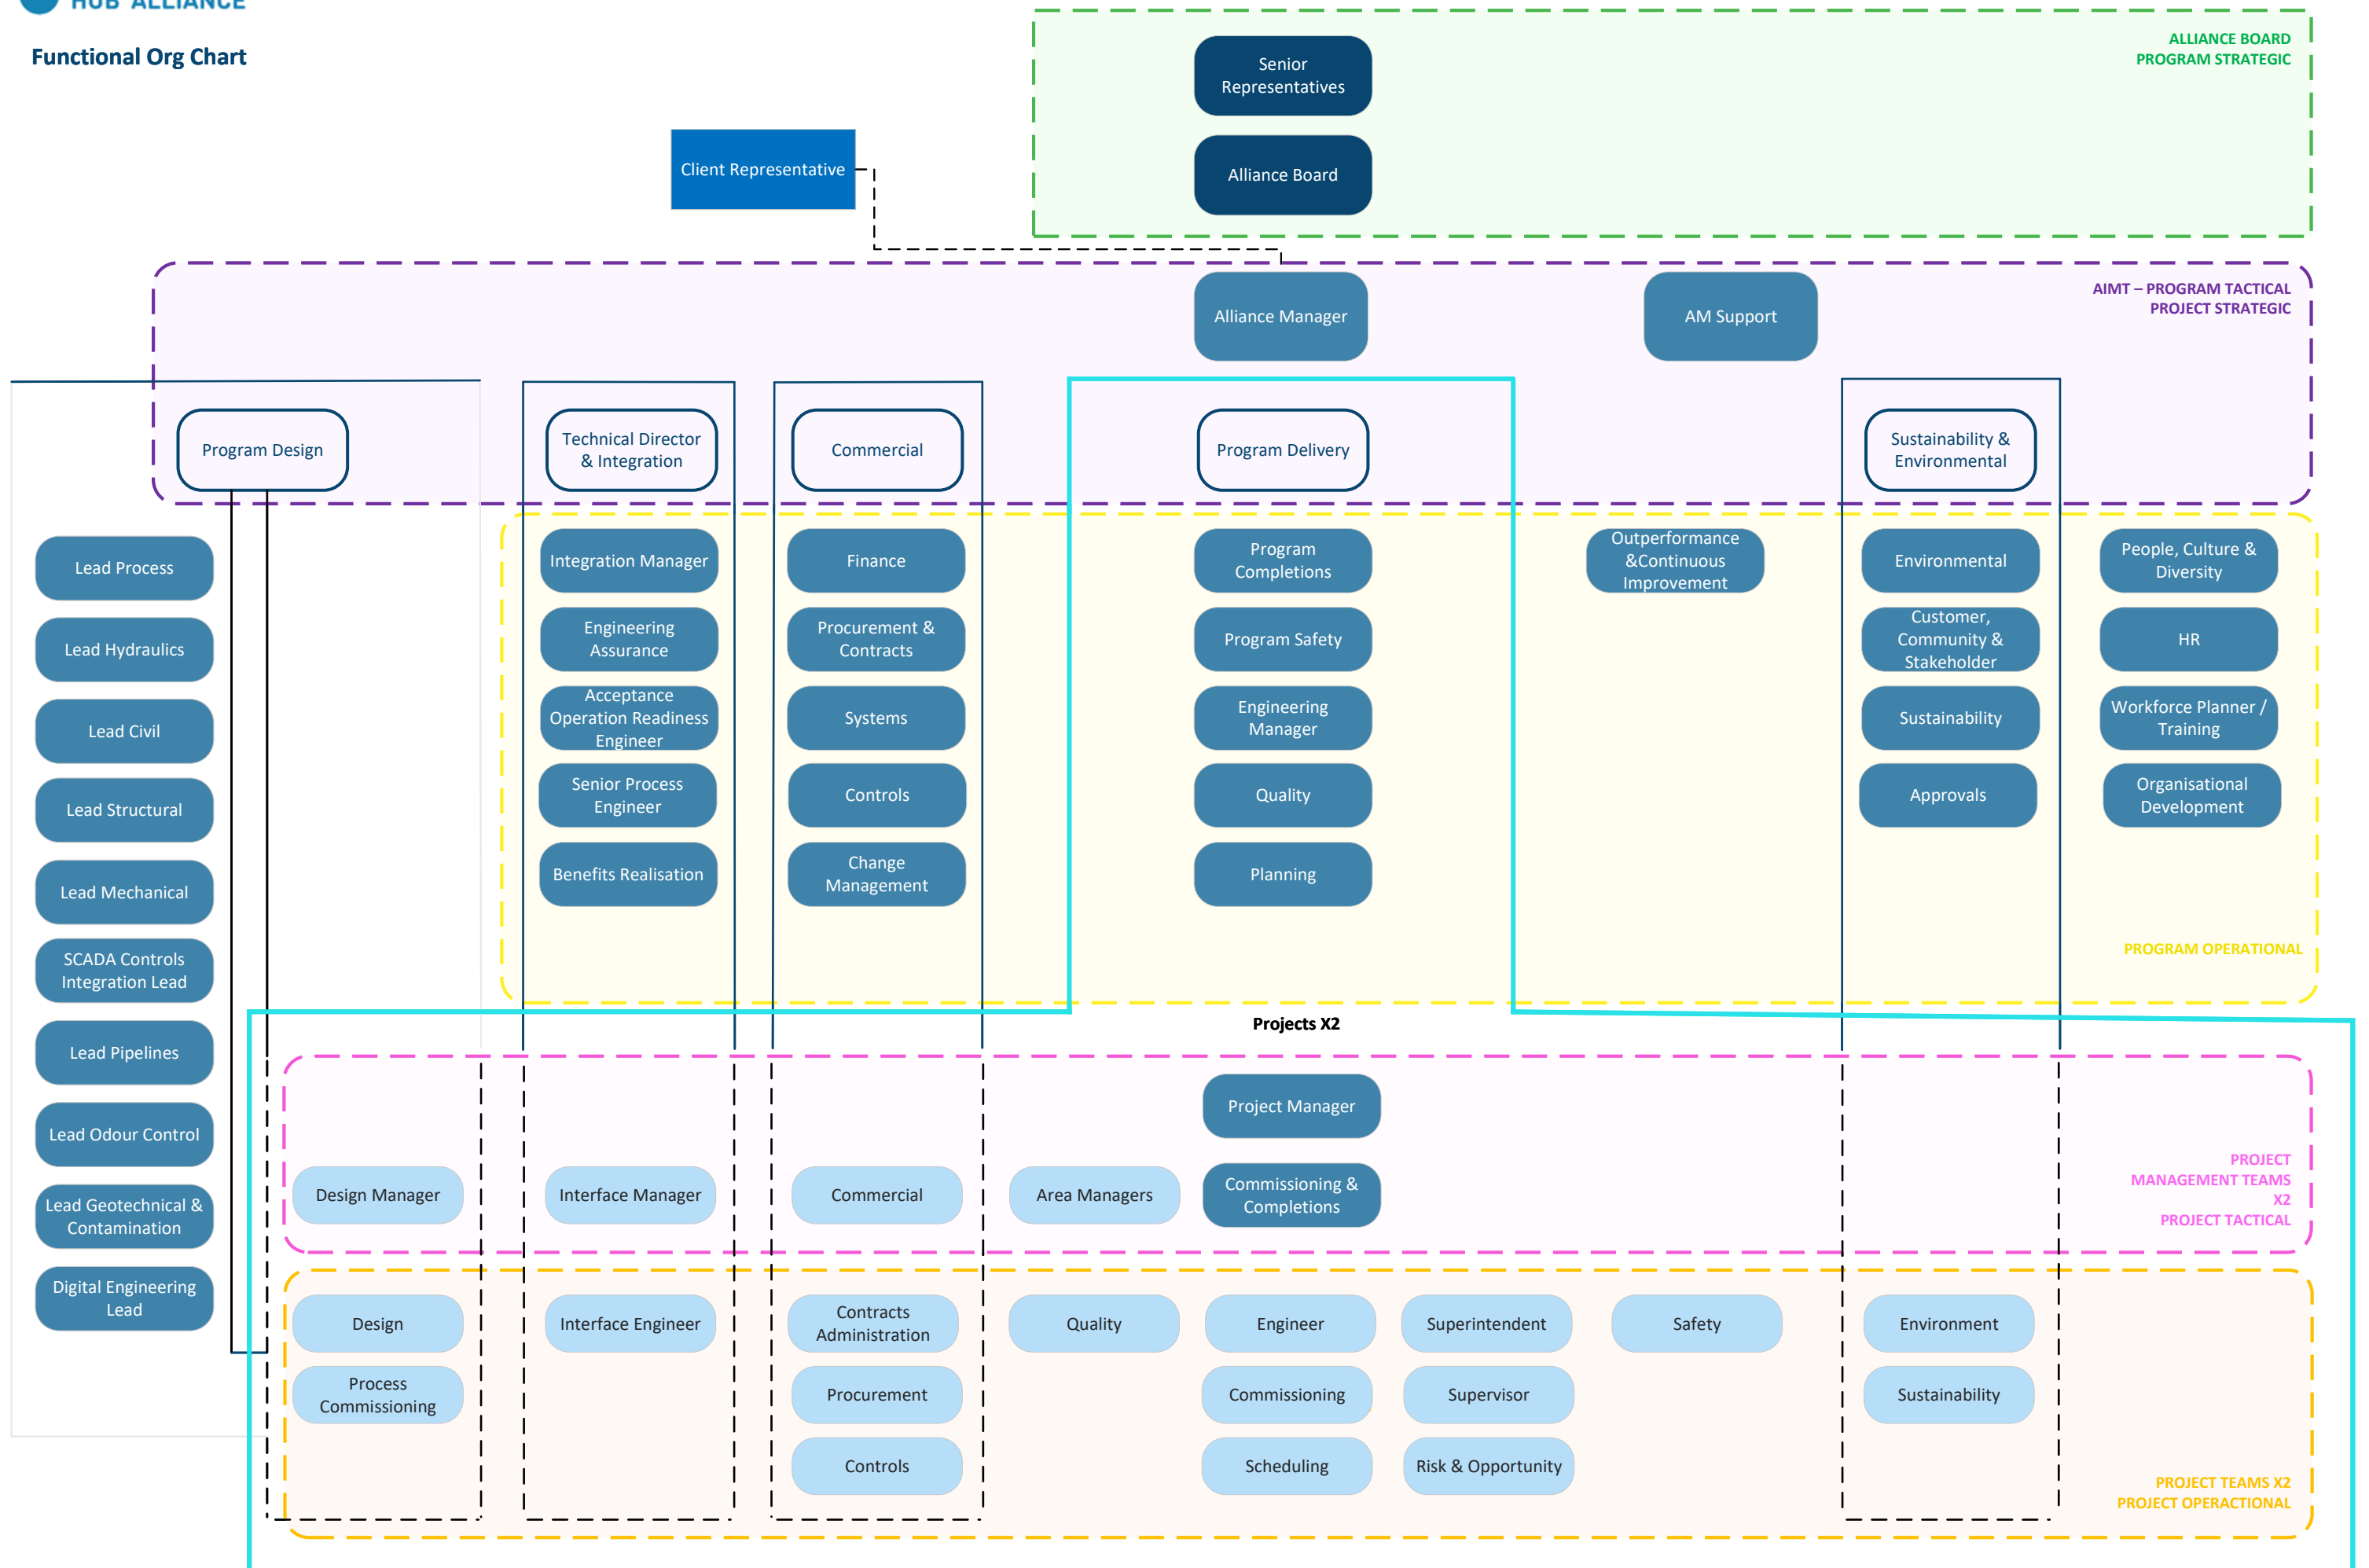 HUB ALLIANCE
Functional Org Chart
ALLIANCE BOARD
PROGRAM STRATEGIC
Senior
Representatives
Client Representative
Alliance Board
AIMT – PROGRAM TACTICAL
PROJECT STRATEGIC
Alliance Manager
AM Support
Program Design
Technical Director
& Integration
Commercial
Program Delivery
Sustainability &
Environmental
Lead Process
Lead Hydraulics
Lead Civil
Lead Structural
Lead Mechanical
SCADA Controls
Integration Lead
Lead Pipelines
Lead Odour Control
Lead Geotechnical &
Contamination
Digital Engineering
Lead
Integration Manager
Engineering
Assurance
Acceptance
Operation Readiness
Engineer
Senior Process
Engineer
Benefits Realisation
Finance
Procurement &
Contracts
Systems
Controls
Change
Management
Program
Completions
Program Safety
Engineering
Manager
Quality
Planning
Outperformance
&Continuous
Improvement
Environmental
Customer,
Community &
Stakeholder
Sustainability
Approvals
People, Culture &
Diversity
HR
Workforce Planner /
Training
Organisational
Development
PROGRAM OPERATIONAL
Projects X2
Project Manager
Design Manager
Interface Manager
Commercial
Area Managers
Commissioning &
Completions
PROJECT
MANAGEMENT TEAMS
X2
PROJECT TACTICAL
Design
Interface Engineer
Contracts
Administration
Quality
Engineer
Superintendent
Safety
Environment
Process
Commissioning
Procurement
Commissioning
Supervisor
Sustainability
Controls
Scheduling
Risk & Opportunity
PROJECT TEAMS X2
PROJECT OPERACTIONAL